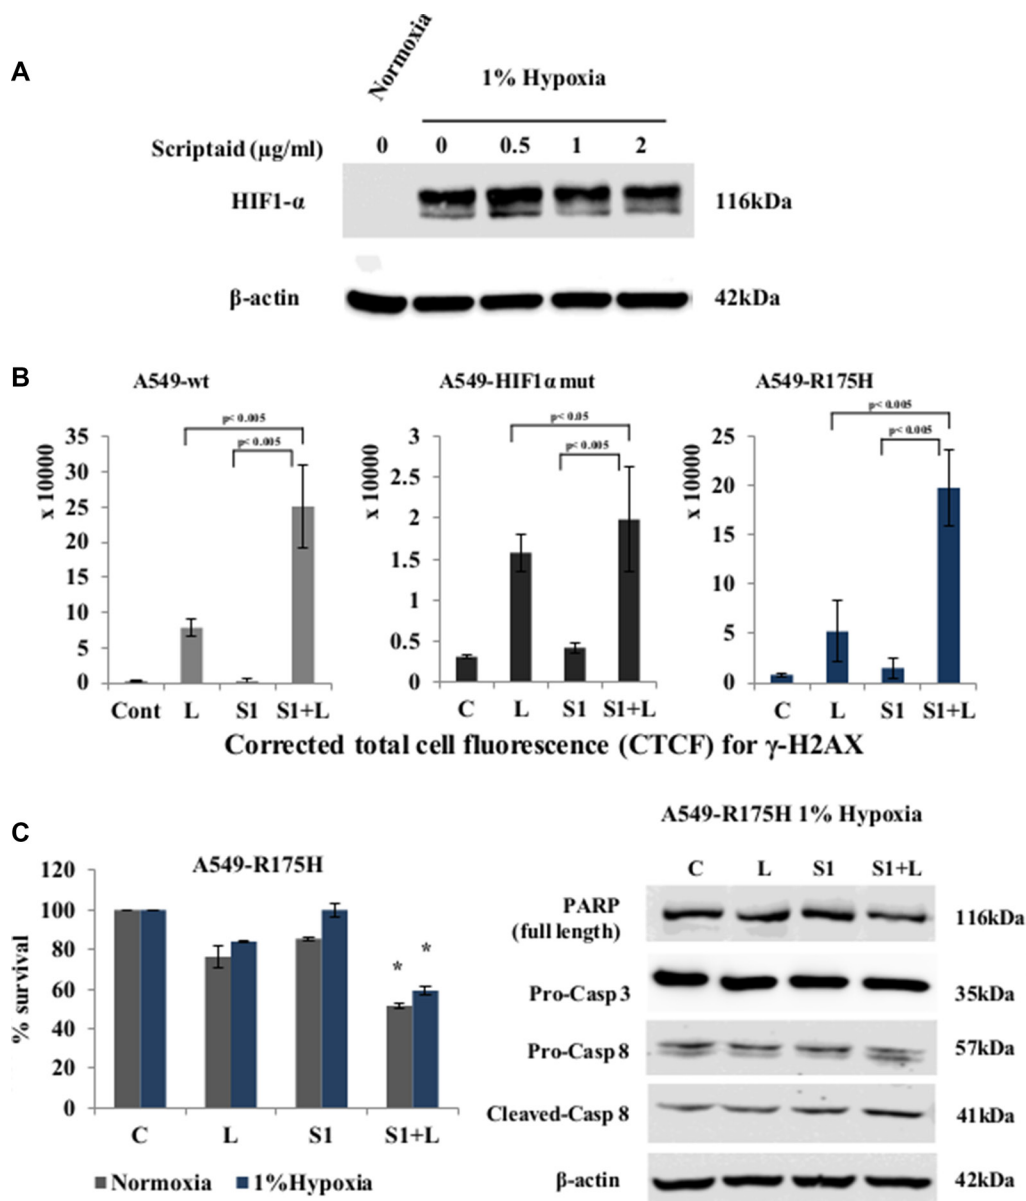 A
Normoxia
1% Hypoxia
Scriptaid (µg/ml) 0 0 0.5 1 2
HIF1-α 116kDa
β-actin 42kDa
B
A549-wt
p< 0.005
p< 0.005
x 10000
35
30
25
20
15
10
5
0
Cont L S1 S1+L
A549-HIF1α mut
p< 0.05
p< 0.005
x 10000
3
2.5
2
1.5
1
0.5
0
C L S1 S1+L
A549-R175H
p< 0.005
p< 0.005
x 10000
25
20
15
10
5
0
C L S1 S1+L
Corrected total cell fluorescence (CTCF) for γ-H2AX
C
A549-R175H
% survival
120
100
80
60
40
20
0
* *
C L S1 S1+L
Normoxia 1%Hypoxia
A549-R175H 1% Hypoxia
C L S1 S1+L
PARP
(full length) 116kDa
Pro-Casp 3 35kDa
Pro-Casp 8 57kDa
Cleaved-Casp 8 41kDa
β-actin 42kDa